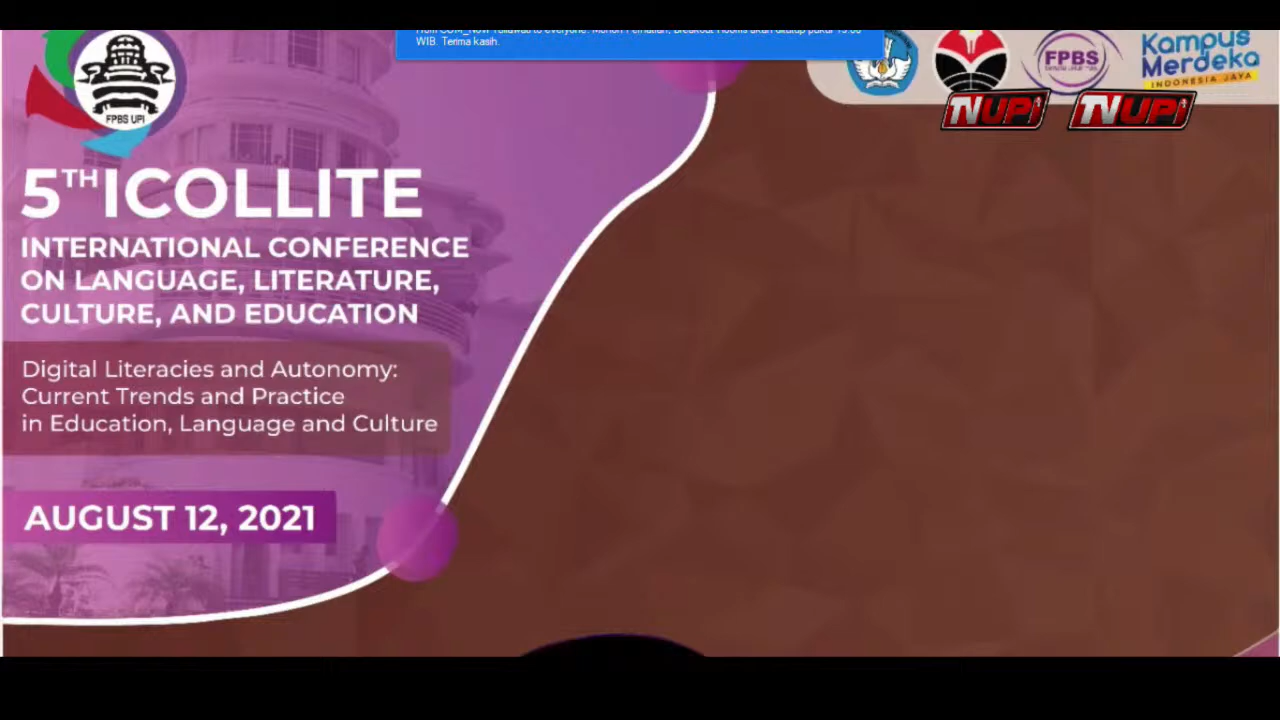 WIB. Terima kasih.
FPBS UPI
FPBS
Kampus
Merdeka
INDONESIA JAYA
TVUPI TVUPI
5TH ICOLLITE
INTERNATIONAL CONFERENCE
ON LANGUAGE, LITERATURE,
CULTURE, AND EDUCATION
Digital Literacies and Autonomy:
Current Trends and Practice
in Education, Language and Culture
AUGUST 12, 2021